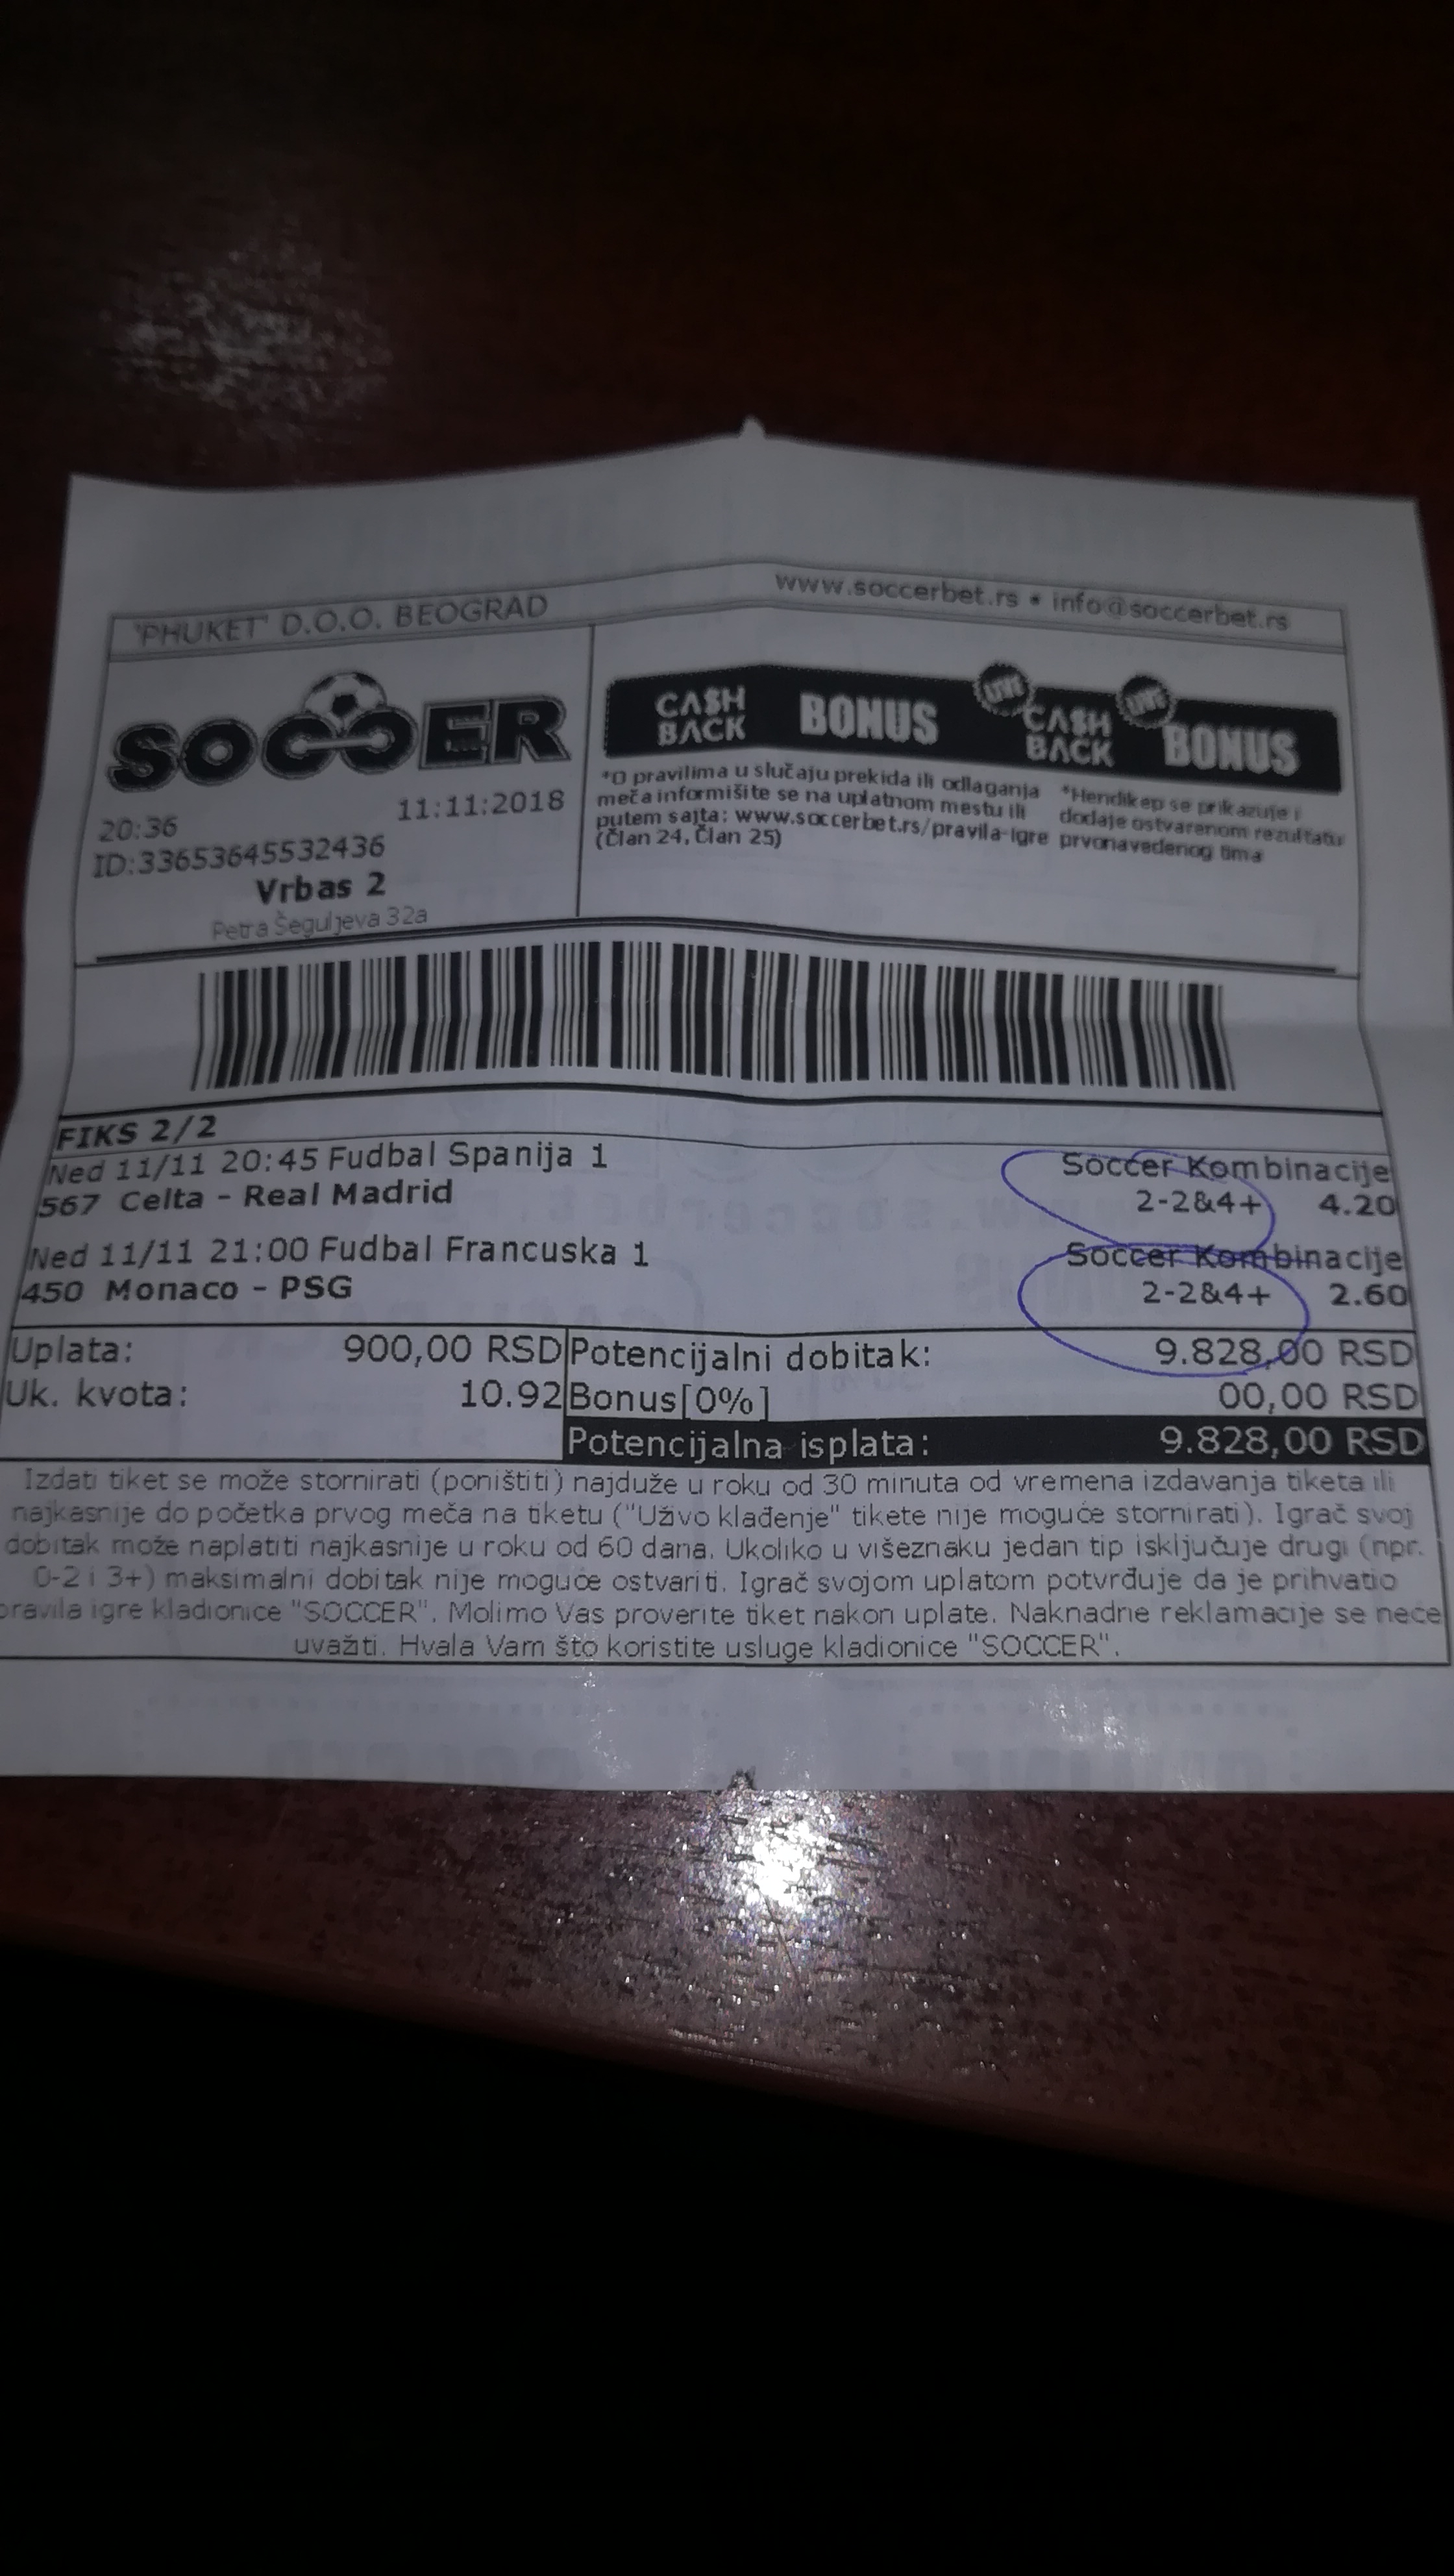 'PHUKET' D.O.O. BEOGRAD
www.soccerbet.rs • info@soccerbet.rs
SOCCER
CA$H BACK BONUS LIVE CA$H BACK LIVE BONUS
20:36 11:11:2018
ID:33653645532436
Vrbas 2
Petra Šeguljeva 32a
*O pravilima u slučaju prekida ili odlaganja
meča informišite se na uplatnom mestu ili
putem sajta: www.soccerbet.rs/pravila-igre
(Član 24, Član 25)
*Hendikep se prikazuje i
dodaje ostvarenom rezultatu
prvonavedenog tima
FIKS 2/2
Ned 11/11 20:45 Fudbal Spanija 1 Soccer Kombinacije
567 Celta - Real Madrid 2-2&4+ 4.20
Ned 11/11 21:00 Fudbal Francuska 1 Soccer Kombinacije
450 Monaco - PSG 2-2&4+ 2.60
Uplata: 900,00 RSD Potencijalni dobitak: 9.828,00 RSD
Uk. kvota: 10.92 Bonus[0%] 00,00 RSD
Potencijalna isplata: 9.828,00 RSD
Izdati tiket se može stornirati (poništiti) najduže u roku od 30 minuta od vremena izdavanja tiketa ili
najkasnije do početka prvog meča na tiketu ("Uživo klađenje" tikete nije moguće stornirati). Igrač svoj
dobitak može naplatiti najkasnije u roku od 60 dana. Ukoliko u višeznaku jedan tip isključuje drugi (npr.
0-2 i 3+) maksimalni dobitak nije moguće ostvariti. Igrač svojom uplatom potvrđuje da je prihvatio
pravila igre kladionice "SOCCER". Molimo Vas proverite tiket nakon uplate. Naknadne reklamacije se neće
uvažiti. Hvala Vam što koristite usluge kladionice "SOCCER".